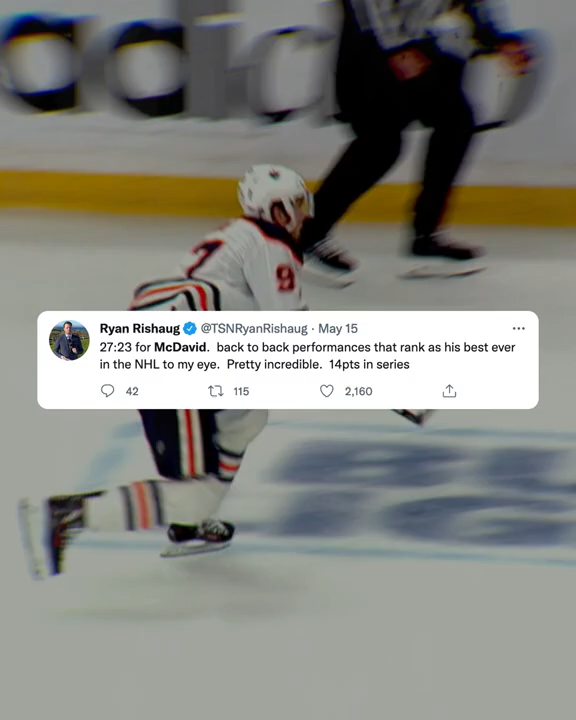 Ryan Rishaug @TSNRyanRishaug · May 15
27:23 for McDavid. back to back performances that rank as his best ever
in the NHL to my eye. Pretty incredible. 14pts in series
42 115 2,160